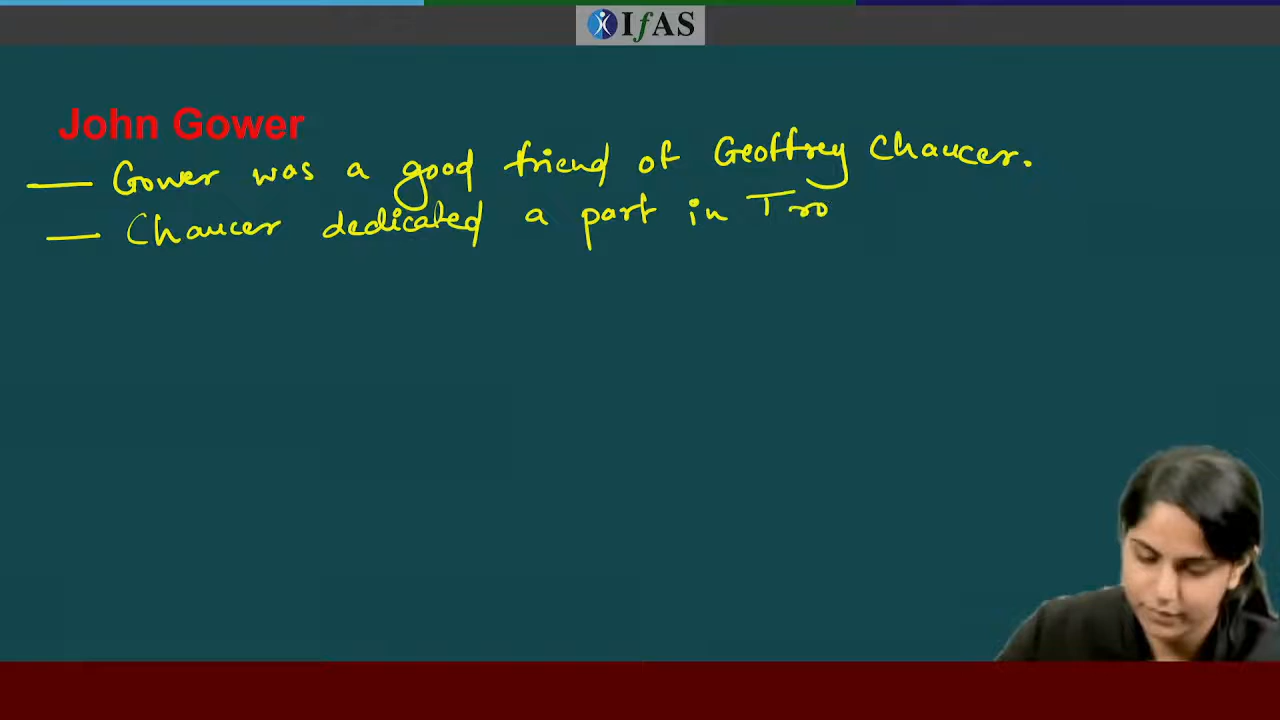 IfAS
John Gower
— Gower was a good friend of Geoffrey Chaucer.
— Chaucer dedicated a part in Tro